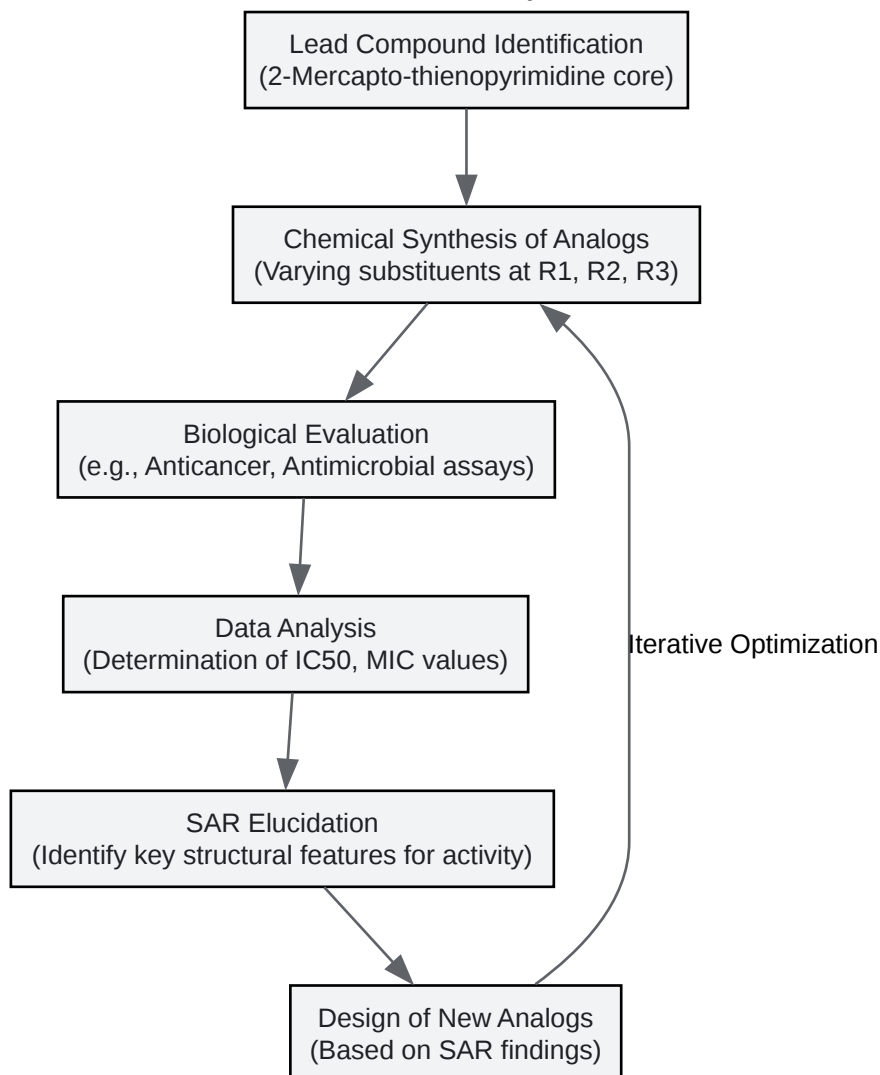 Lead Compound Identification
(2-Mercapto-thienopyrimidine core)
Chemical Synthesis of Analogs
(Varying substituents at R1, R2, R3)
Biological Evaluation
(e.g., Anticancer, Antimicrobial assays)
Data Analysis
(Determination of IC50, MIC values)
Iterative Optimization
SAR Elucidation
(Identify key structural features for activity)
Design of New Analogs
(Based on SAR findings)